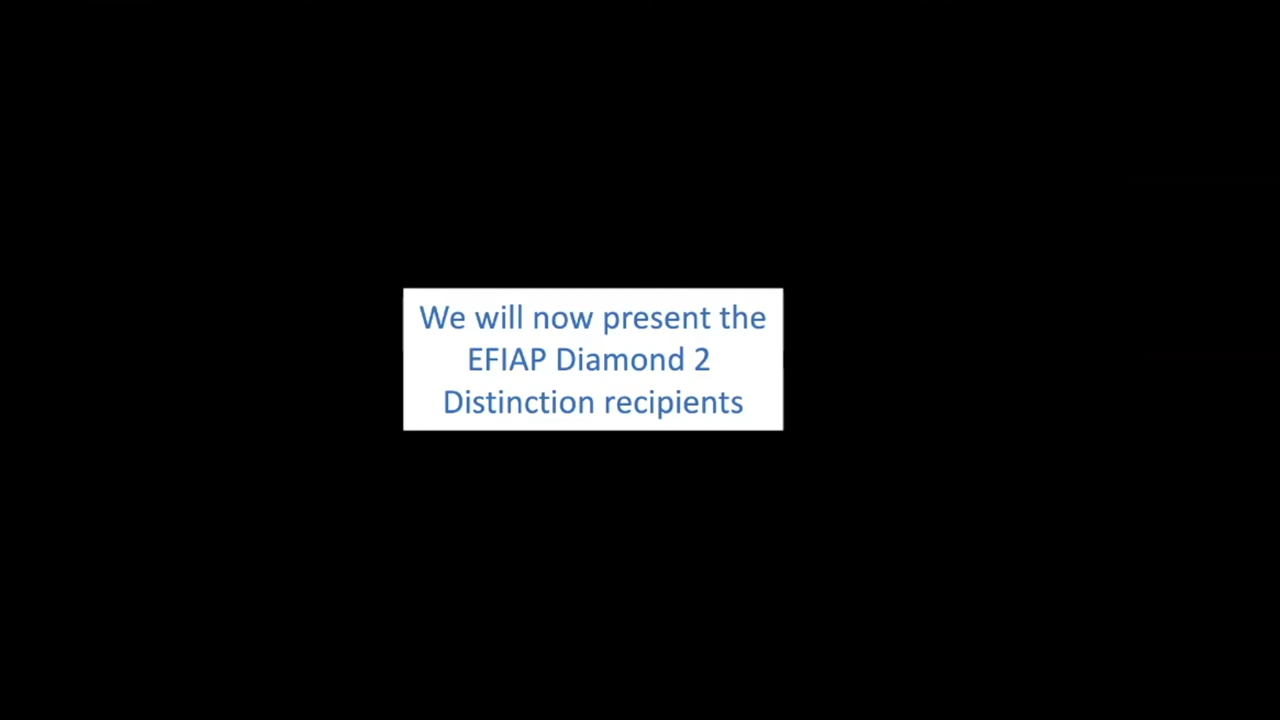 We will now present the
EFIAP Diamond 2
Distinction recipients